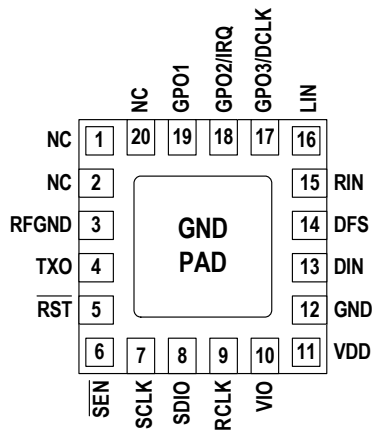 NC
GPO1
GPO2/IRQ
GPO3/DCLK
LIN
NC 1 20 19 18 17 16
NC 2 15 RIN
RFGND 3 GND 14 DFS
TXO 4 PAD 13 DIN
RST 5 12 GND
6 7 8 9 10 11 VDD
SEN
SCLK
SDIO
RCLK
VIO